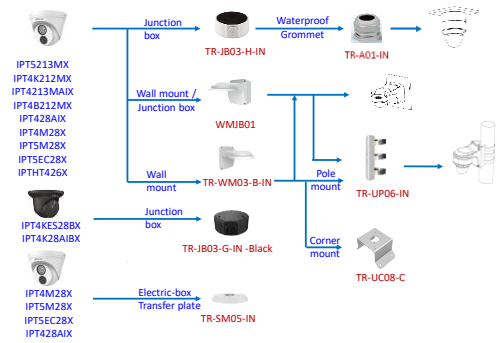 Junction
box
TR-JB03-H-IN
Waterproof
Grommet
TR-A01-IN
IPT5213MX
IPT4K212MX
IPT4213MAIX
IPT4B212MX
IPT428AIX
IPT4M28X
IPT5M28X
IPT5EC28X
IPTHT426X
Wall mount /
Junction box
WMJB01
Wall
mount
TR-WM03-B-IN
Pole
mount
TR-UP06-IN
IPT4KES28BX
IPT4K28AIBX
Junction
box
TR-JB03-G-IN -Black
Corner
mount
TR-UC08-C
IPT4M28X
IPT5M28X
IPT5EC28X
IPT428AIX
Electric-box
Transfer plate
TR-SM05-IN